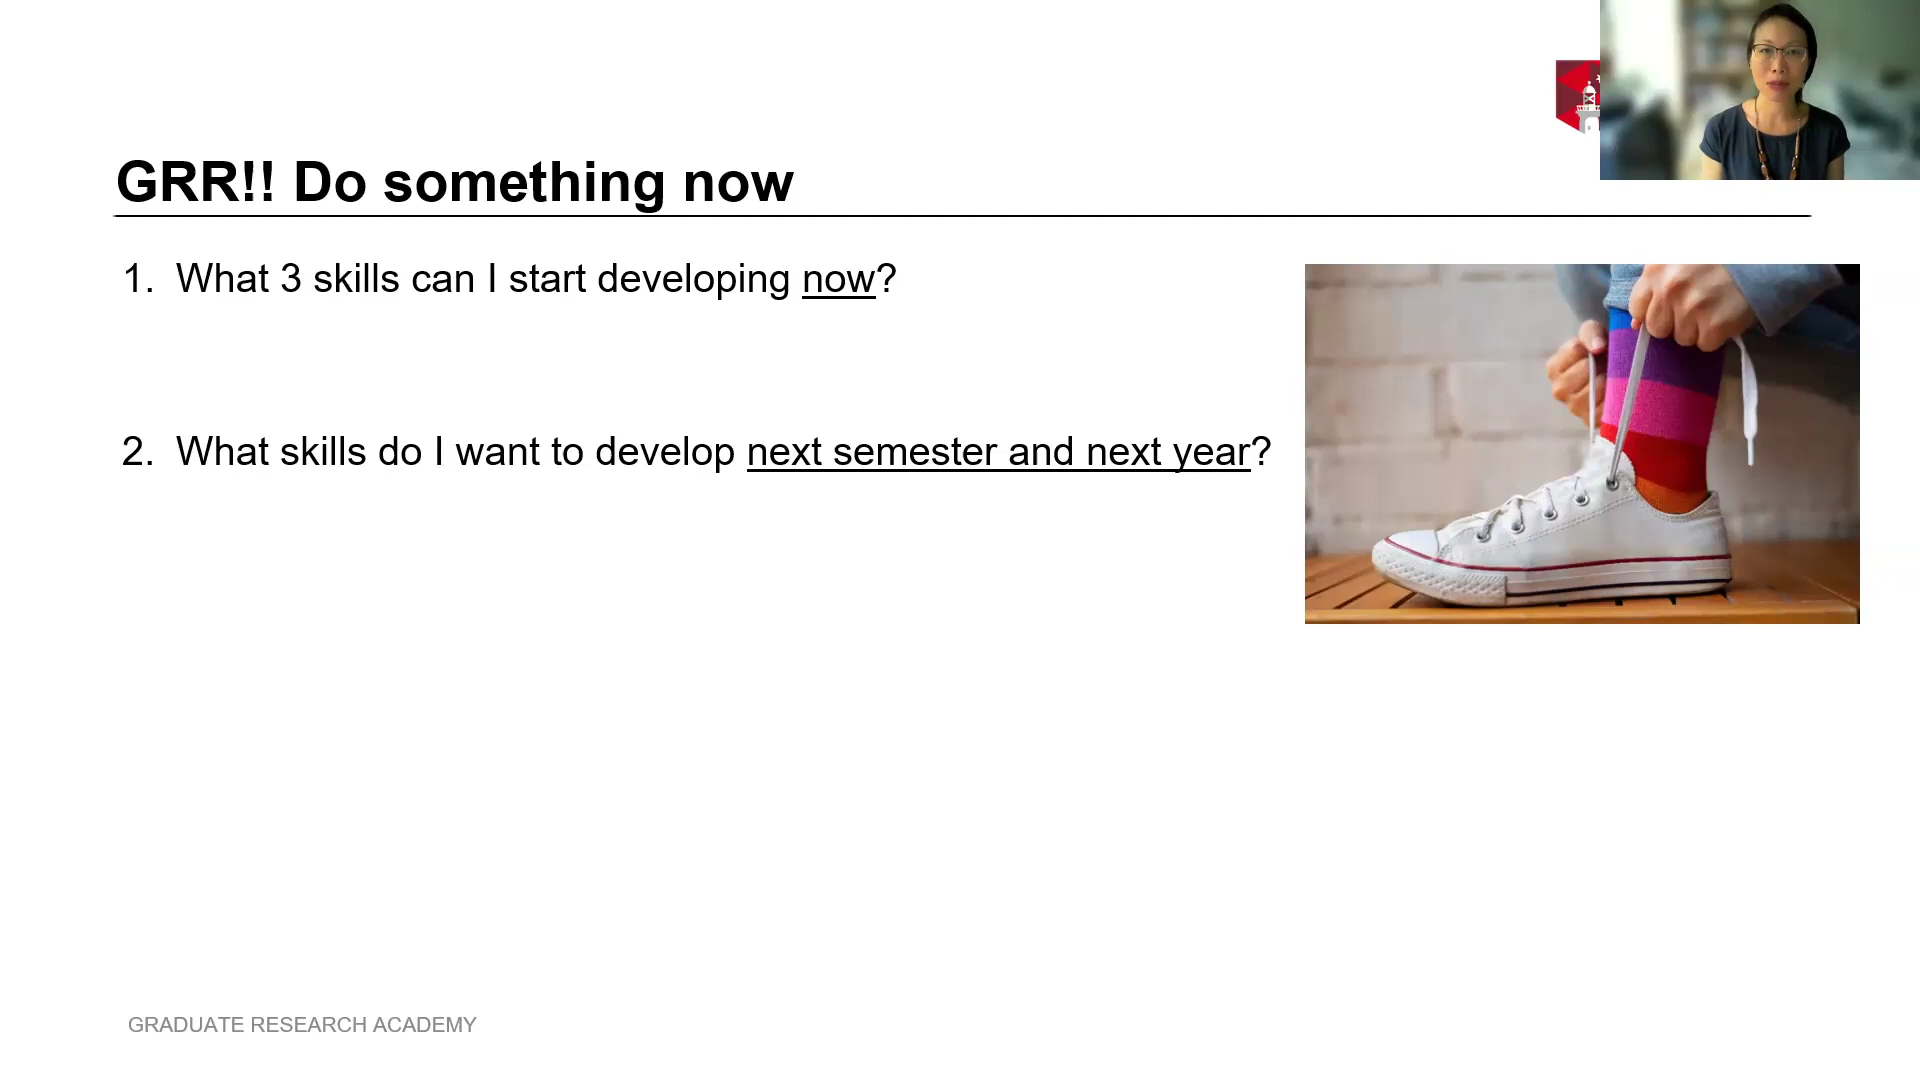 GRR!! Do something now
1. What 3 skills can I start developing now?
2. What skills do I want to develop next semester and next year?
GRADUATE RESEARCH ACADEMY